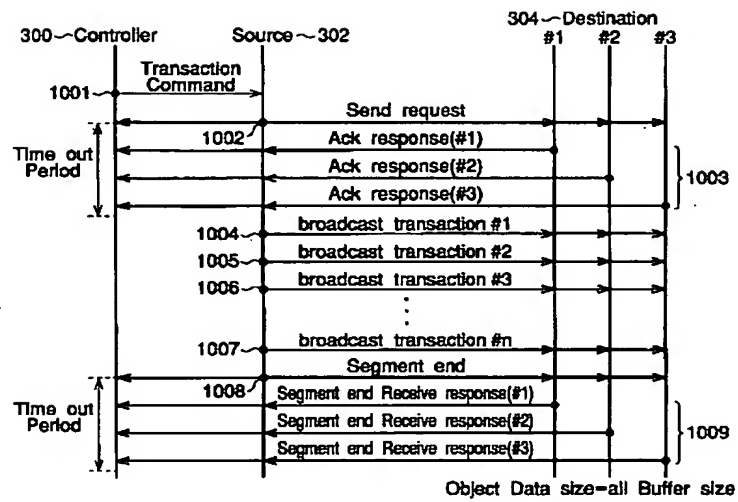 304~Destination
300~Controller Source~302 #1 #2 #3
Transaction
Command
1001
Send request
1002
Ack response(#1)
Time out
Period
Ack response(#2)
1003
Ack response(#3)
broadcast transaction #1
1004
broadcast transaction #2
1005
broadcast transaction #3
1006
broadcast transaction #n
1007
Segment end
1008
Segment end Receive response(#1)
Time out
Period
Segment end Receive response(#2)
1009
Segment end Receive response(#3)
Object Data size=all Buffer size